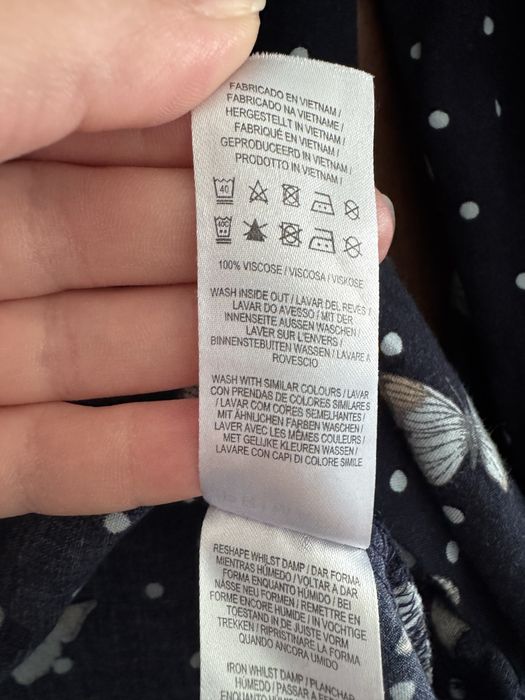 FABRICADO EN VIETNAM /
FABRICADO NA VIETNAME /
HERGESTELLT IN VIETNAM /
FABRIQUÉ EN VIETNAM /
GEPRODUCEERD IN VIETNAM /
PRODOTTO IN VIETNAM /
40
40C
100% VISCOSE / VISCOSA / VISKOSE
WASH INSIDE OUT / LAVAR DEL REVÉS /
LAVAR DO AVESSO / MIT DER
INNENSEITE AUSSEN WASCHEN /
LAVER SUR L'ENVERS /
BINNENSTEBUITEN WASSEN / LAVARE A
ROVESCIO
WASH WITH SIMILAR COLOURS / LAVAR
CON PRENDAS DE COLORES SIMILARES
/ LAVAR COM CORES SEMELHANTES /
MIT ÄHNLICHEN FARBEN WASCHEN /
LAVER AVEC LES MÊMES COULEURS /
MET GELIJKE KLEUREN WASSEN /
LAVARE CON CAPI DI COLORE SIMILE
RESHAPE WHILST DAMP / DAR FORMA
MIENTRAS HÚMEDO / VOLTAR A DAR
FORMA ENQUANTO HÚMIDO / BEI
NÄSSE NEU FORMEN / REMETTRE EN
FORME ENCORE HUMIDE / IN VOCHTIGE
TOESTAND IN DE JUISTE VORM
TREKKEN / RIPRISTINARE LA FORMA
QUANDO ANCORA UMIDO
IRON WHILST DAMP / PLANCHAR
HÚMEDO / PASSAR A FERRO
ENQUANTO